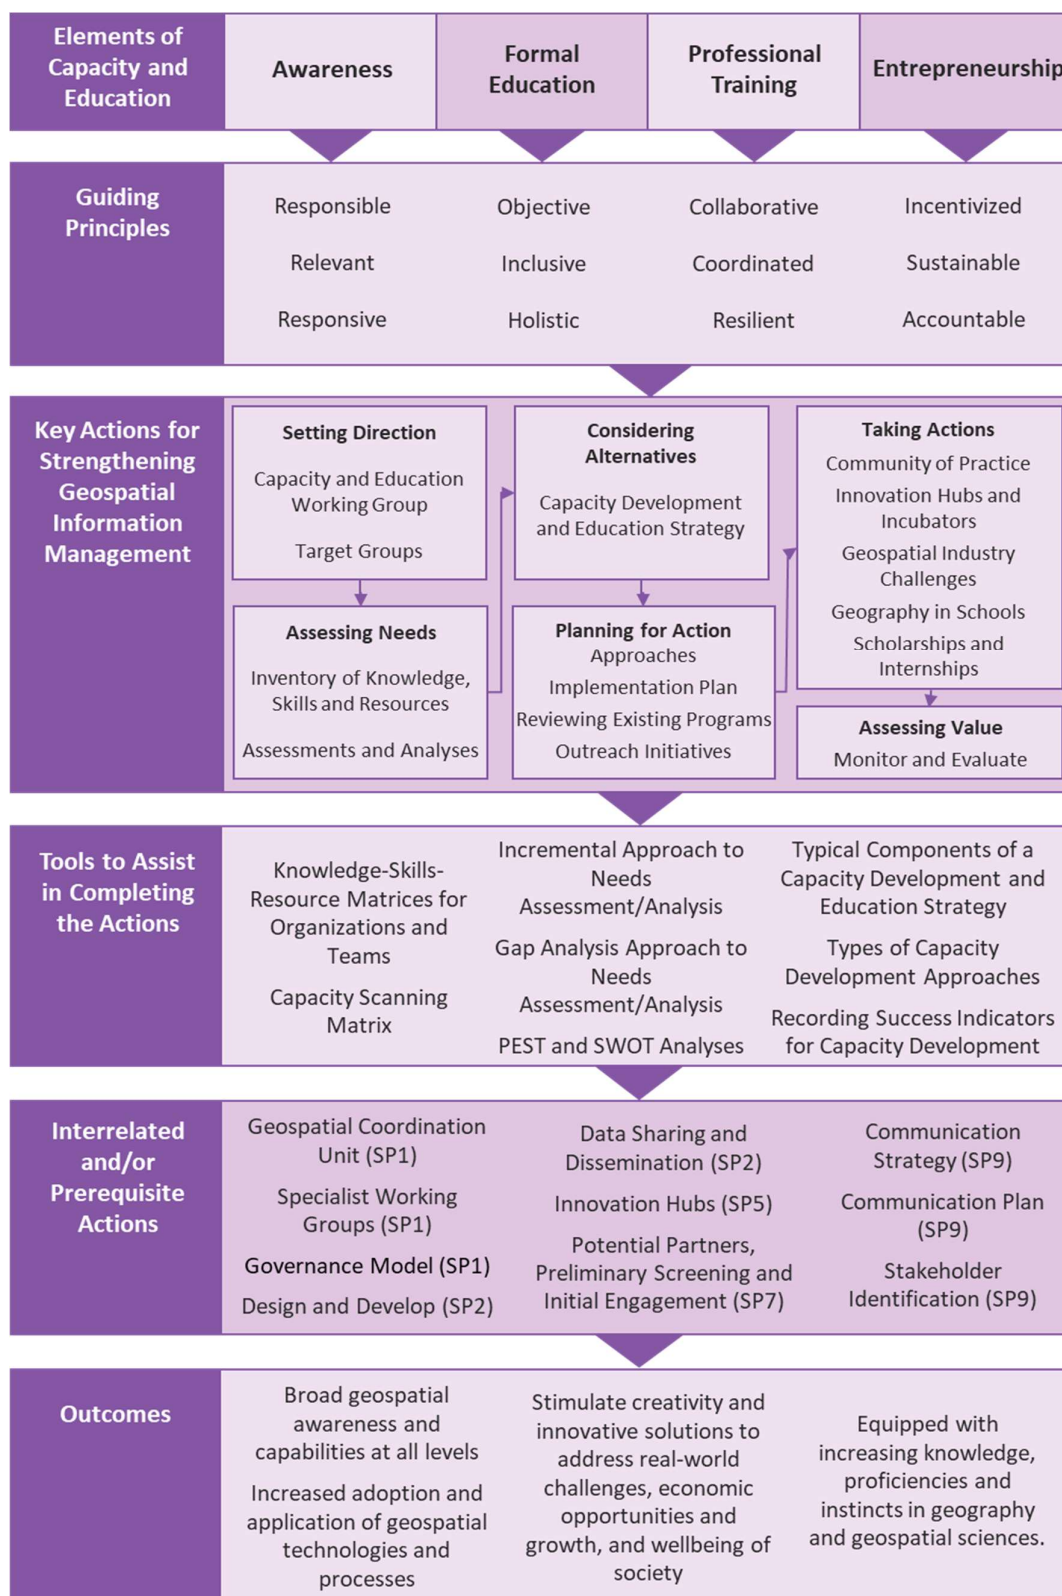 Elements of
Capacity and
Education
Awareness
Formal
Education
Professional
Training
Entrepreneurship
Guiding
Principles
Responsible
Relevant
Responsive
Objective
Inclusive
Holistic
Collaborative
Coordinated
Resilient
Incentivized
Sustainable
Accountable
Key Actions for
Strengthening
Geospatial
Information
Management
Setting Direction
Capacity and Education
Working Group
Target Groups
Assessing Needs
Inventory of Knowledge,
Skills and Resources
Assessments and Analyses
Considering
Alternatives
Capacity Development
and Education Strategy
Planning for Action
Approaches
Implementation Plan
Reviewing Existing Programs
Outreach Initiatives
Taking Actions
Community of Practice
Innovation Hubs and
Incubators
Geospatial Industry
Challenges
Geography in Schools
Scholarships and
Internships
Assessing Value
Monitor and Evaluate
Tools to Assist
in Completing
the Actions
Knowledge-Skills-
Resource Matrices for
Organizations and
Teams
Capacity Scanning
Matrix
Incremental Approach to
Needs
Assessment/Analysis
Gap Analysis Approach to
Needs
Assessment/Analysis
PEST and SWOT Analyses
Typical Components of a
Capacity Development and
Education Strategy
Types of Capacity
Development Approaches
Recording Success Indicators
for Capacity Development
Interrelated
and/or
Prerequisite
Actions
Geospatial Coordination
Unit (SP1)
Specialist Working
Groups (SP1)
Governance Model (SP1)
Design and Develop (SP2)
Data Sharing and
Dissemination (SP2)
Innovation Hubs (SP5)
Potential Partners,
Preliminary Screening and
Initial Engagement (SP7)
Communication
Strategy (SP9)
Communication Plan
(SP9)
Stakeholder
Identification (SP9)
Outcomes
Broad geospatial
awareness and
capabilities at all levels
Increased adoption and
application of geospatial
technologies and
processes
Stimulate creativity and
innovative solutions to
address real-world
challenges, economic
opportunities and
growth, and wellbeing of
society
Equipped with
increasing knowledge,
proficiencies and
instincts in geography
and geospatial sciences.